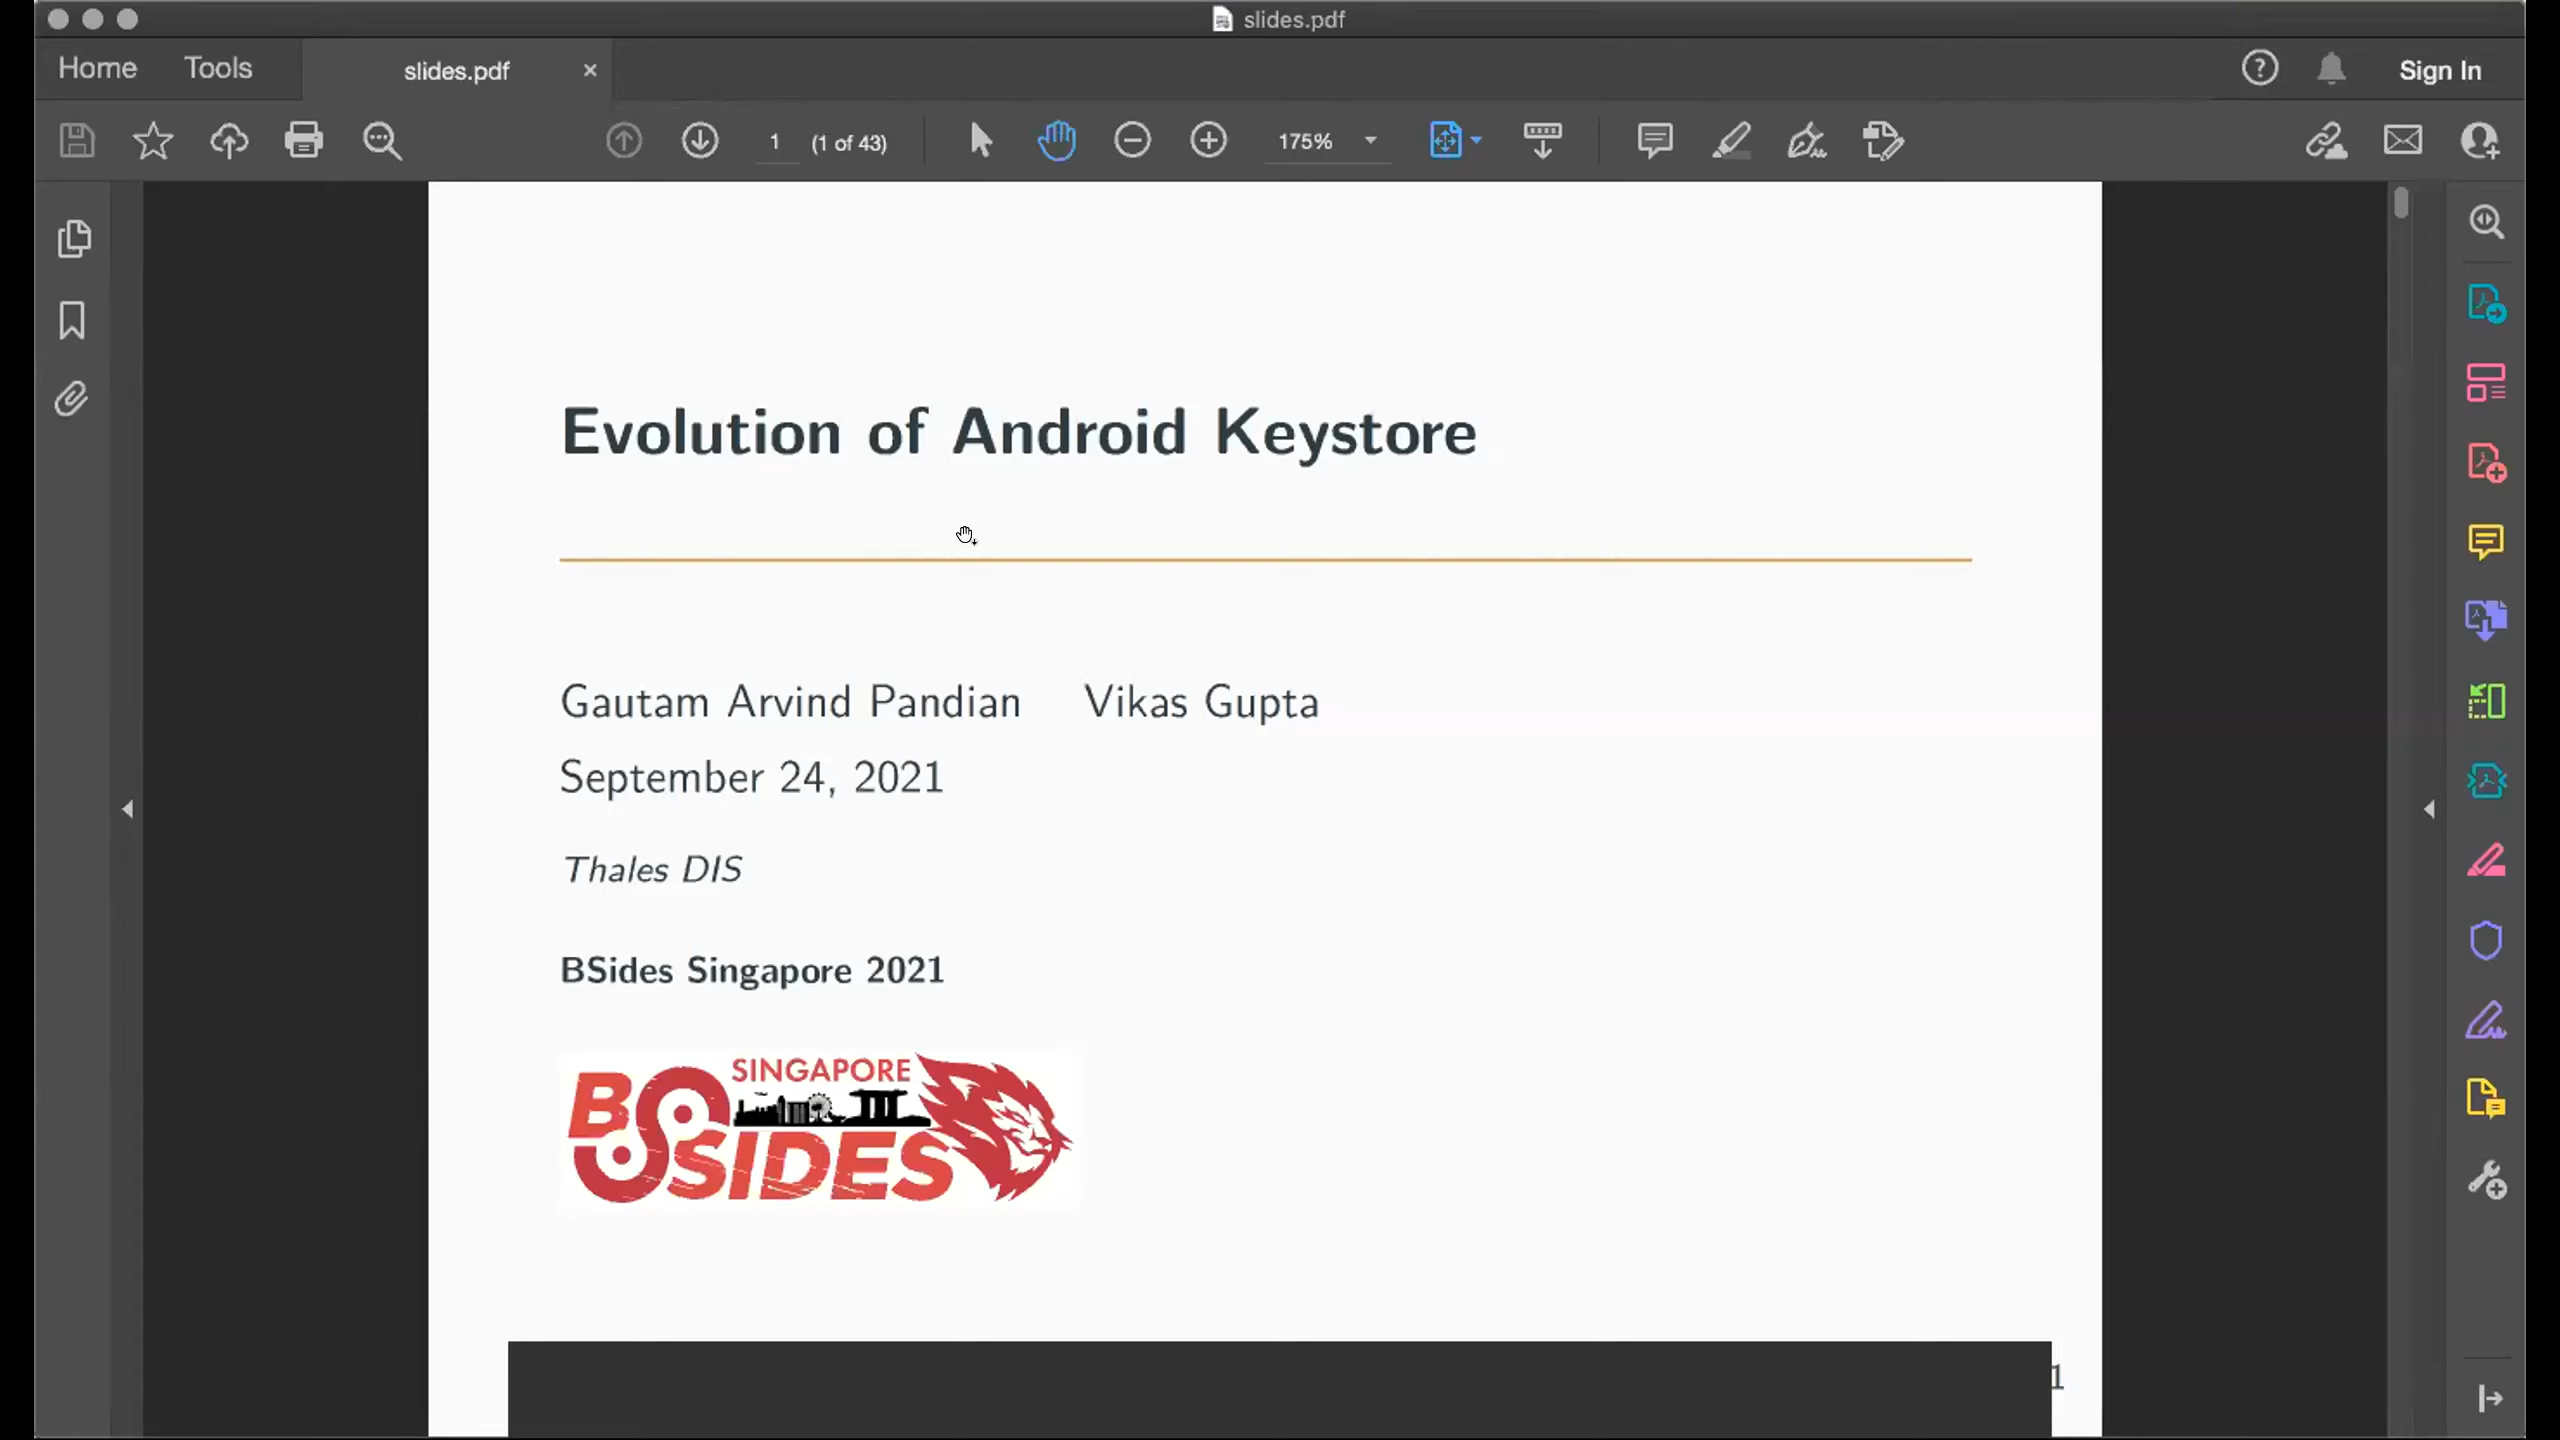 slides.pdf
Home Tools slides.pdf × Sign In
1 (1 of 43) 175%
Evolution of Android Keystore
Gautam Arvind Pandian Vikas Gupta
September 24, 2021
Thales DIS
BSides Singapore 2021
SINGAPORE
BSIDES
1